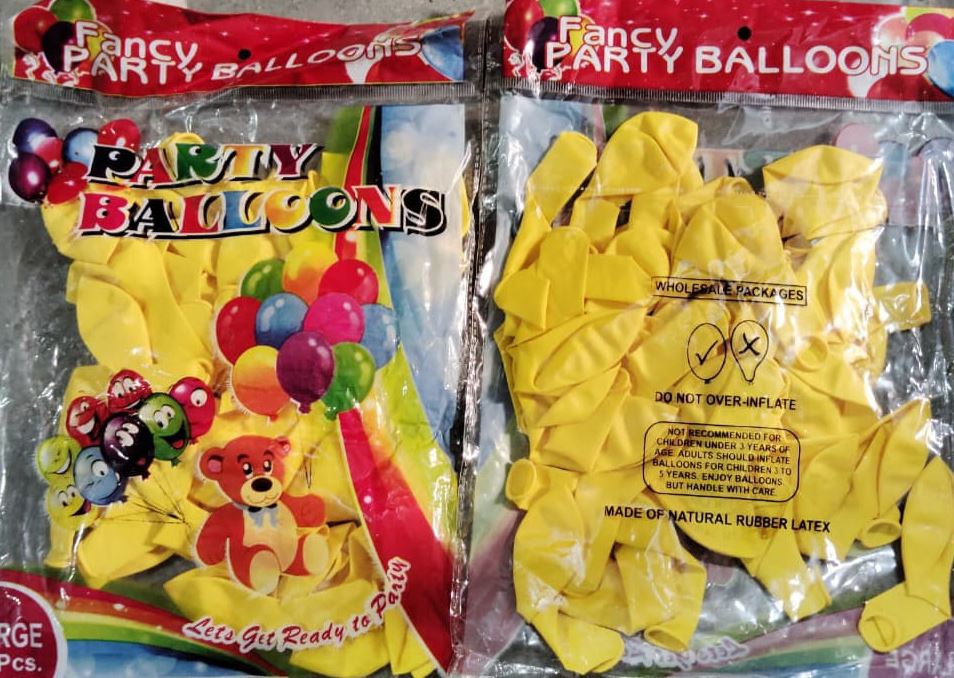 Fancy
PARTY BALLOONS
PARTY
BALLOONS
Lets Get Ready to Party
RGE
Pcs.
Fancy
PARTY BALLOONS
WHOLESALE PACKAGES
DO NOT OVER-INFLATE
NOT RECOMMENDED FOR
CHILDREN UNDER 3 YEARS OF
AGE. ADULTS SHOULD INFLATE
BALLOONS FOR CHILDREN 3 TO
5 YEARS. ENJOY BALLOONS,
BUT HANDLE WITH CARE
MADE OF NATURAL RUBBER LATEX